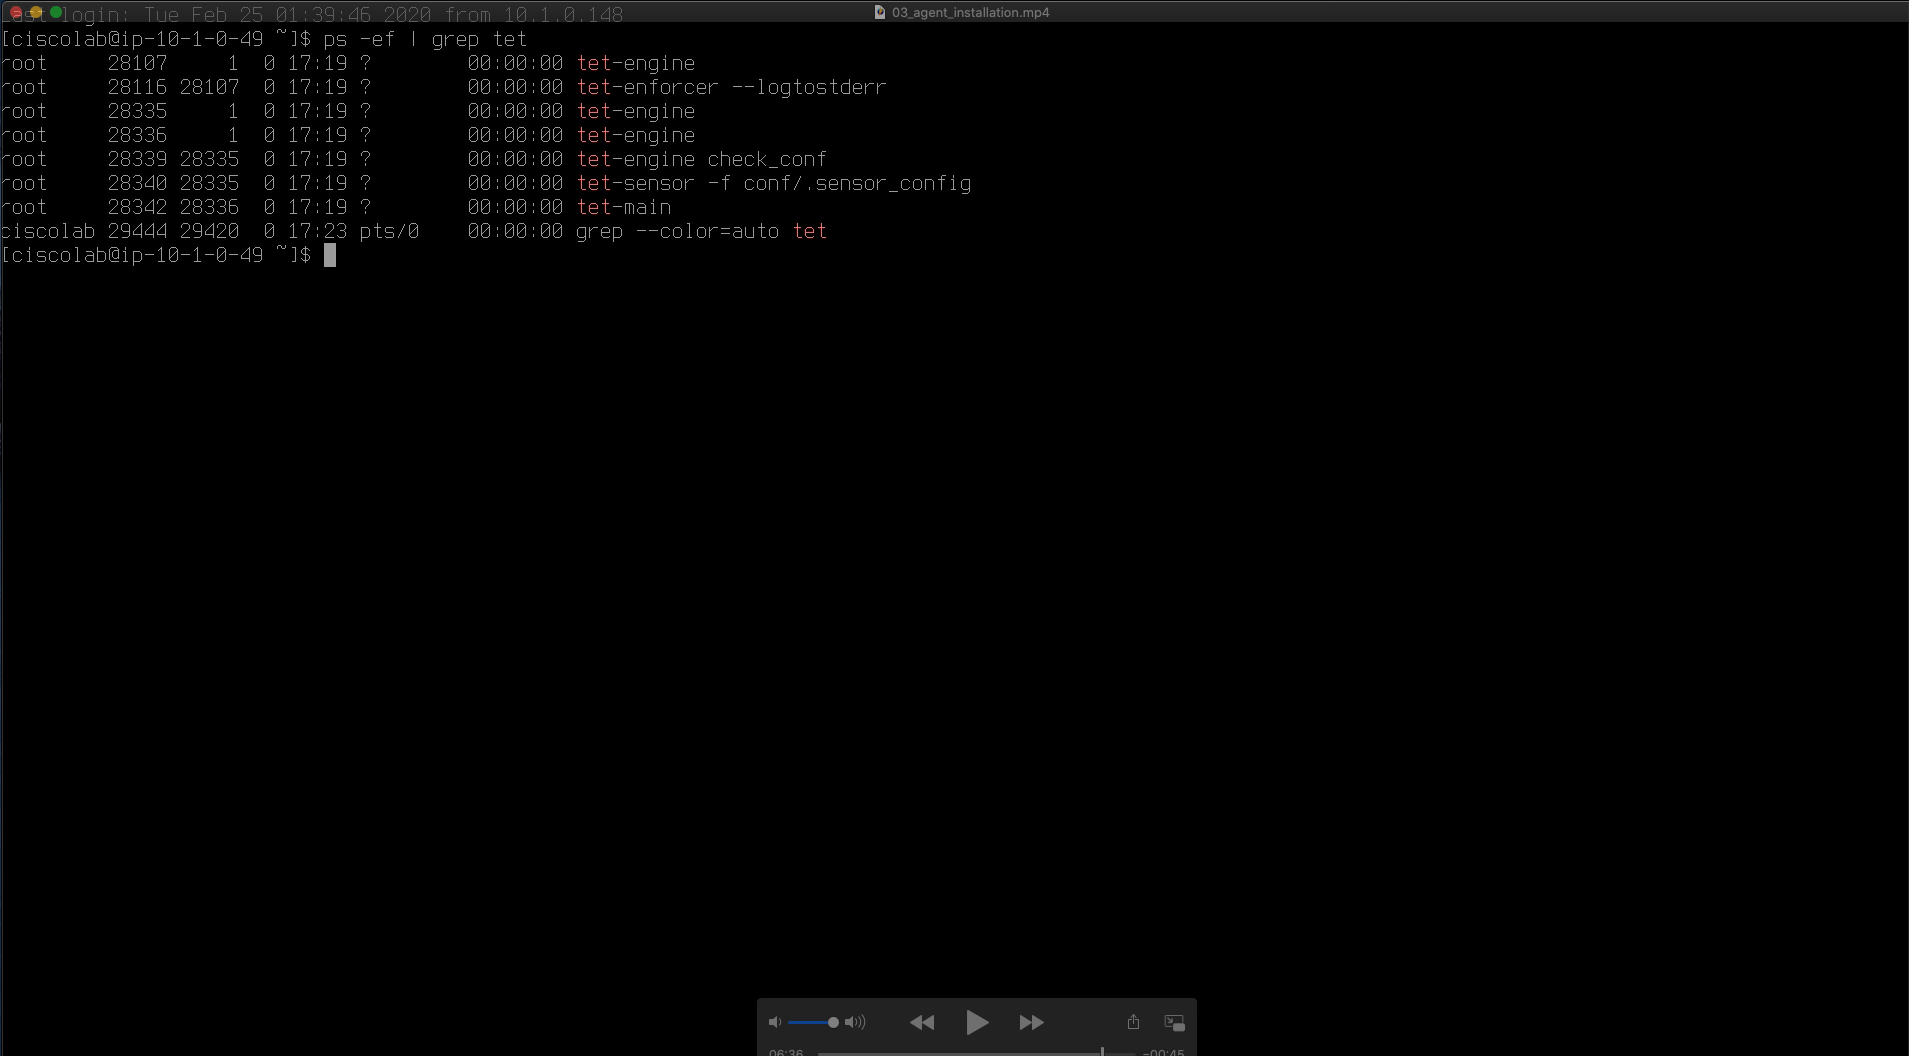 Last login: Tue Feb 25 01:39:46 2020 from 10.1.0.148
03_agent_installation.mp4
[ciscolab@ip-10-1-0-49 ~]$ ps -ef | grep tet
root     28107     1  0 17:19 ?        00:00:00 tet-engine
root     28116 28107  0 17:19 ?        00:00:00 tet-enforcer --logtostderr
root     28335     1  0 17:19 ?        00:00:00 tet-engine
root     28336     1  0 17:19 ?        00:00:00 tet-engine
root     28339 28335  0 17:19 ?        00:00:00 tet-engine check_conf
root     28340 28335  0 17:19 ?        00:00:00 tet-sensor -f conf/.sensor_config
root     28342 28336  0 17:19 ?        00:00:00 tet-main
ciscolab 29444 29420  0 17:23 pts/0    00:00:00 grep --color=auto tet
[ciscolab@ip-10-1-0-49 ~]$
06:36 -00:45